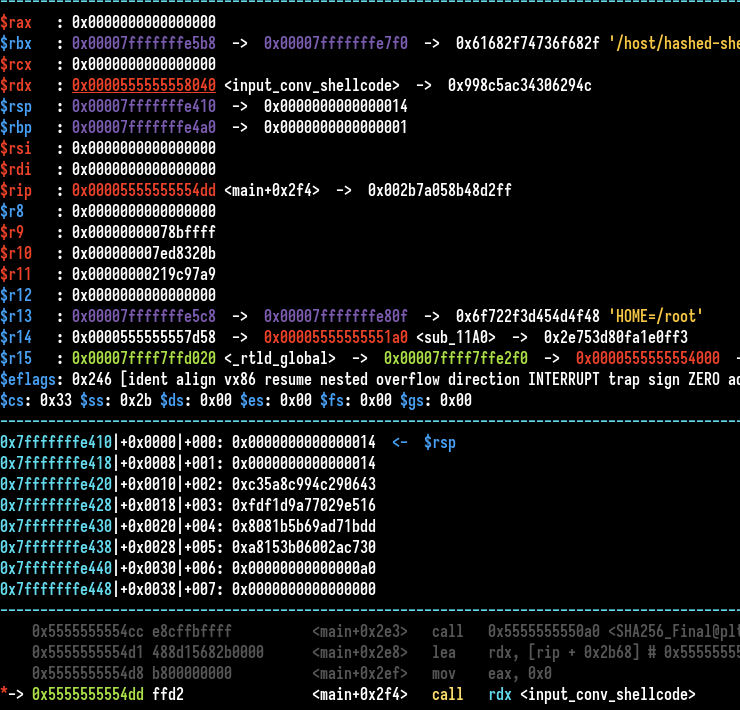 $rax   : 0x0000000000000000
$rbx   : 0x00007fffffffe5b8  ->  0x00007fffffffe7f0  ->  0x61682f74736f682f '/host/hashed-she
$rcx   : 0x0000000000000000
$rdx   : 0x0000555555558040 <input_conv_shellcode>  ->  0x998c5ac34306294c
$rsp   : 0x00007fffffffe410  ->  0x0000000000000014
$rbp   : 0x00007fffffffe4a0  ->  0x0000000000000001
$rsi   : 0x0000000000000000
$rdi   : 0x0000000000000000
$rip   : 0x00005555555554dd <main+0x2f4>  ->  0x002b7a058b48d2ff
$r8    : 0x0000000000000000
$r9    : 0x0000000078bfffff
$r10   : 0x000000007ed8320b
$r11   : 0x00000000219c97a9
$r12   : 0x0000000000000000
$r13   : 0x00007fffffffe5c8  ->  0x00007fffffffe80f  ->  0x6f722f3d454d4f48 'HOME=/root'
$r14   : 0x0000555555557d58  ->  0x00005555555551a0 <sub_11A0>  ->  0x2e753d80fa1e0ff3
$r15   : 0x00007ffff7ffd020 <_rtld_global>  ->  0x00007ffff7ffe2f0  ->  0x0000555555554000  -
$eflags: 0x246 [ident align vx86 resume nested overflow direction INTERRUPT trap sign ZERO
$cs: 0x33 $ss: 0x2b $ds: 0x00 $es: 0x00 $fs: 0x00 $gs: 0x00
0x7fffffffe410|+0x0000|+000: 0x0000000000000014  <-  $rsp
0x7fffffffe418|+0x0008|+001: 0x0000000000000014
0x7fffffffe420|+0x0010|+002: 0xc35a8c994c290643
0x7fffffffe428|+0x0018|+003: 0xfdf1d9a77029e516
0x7fffffffe430|+0x0020|+004: 0x8081b5b69ad71bdd
0x7fffffffe438|+0x0028|+005: 0xa8153b06002ac730
0x7fffffffe440|+0x0030|+006: 0x00000000000000a0
0x7fffffffe448|+0x0038|+007: 0x0000000000000000
0x5555555554cc e8cffbffff          <main+0x2e3>   call   0x5555555550a0 <SHA256_Final@pl
0x5555555554d1 488d15682b0000      <main+0x2e8>   lea    rdx, [rip + 0x2b68] # 0x5555555
0x5555555554d8 b800000000          <main+0x2ef>   mov    eax, 0x0
*-> 0x5555555554dd ffd2                <main+0x2f4>   call   rdx <input_conv_shellcode>